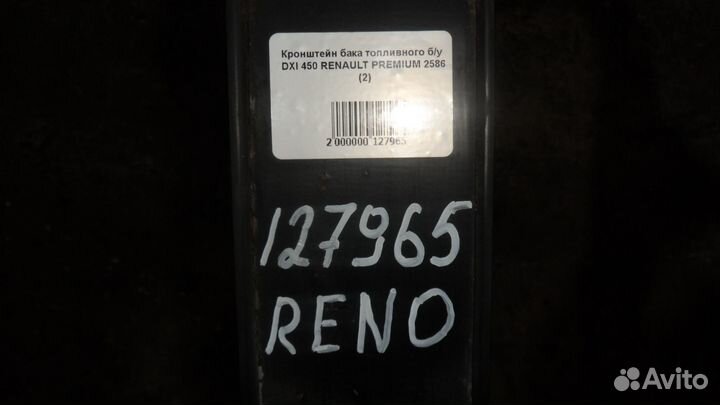 Кронштейн бака топливного б/у
DXI 450 RENAULT PREMIUM 2586
(2)
2 000000 127965
127965
RENO
Avito